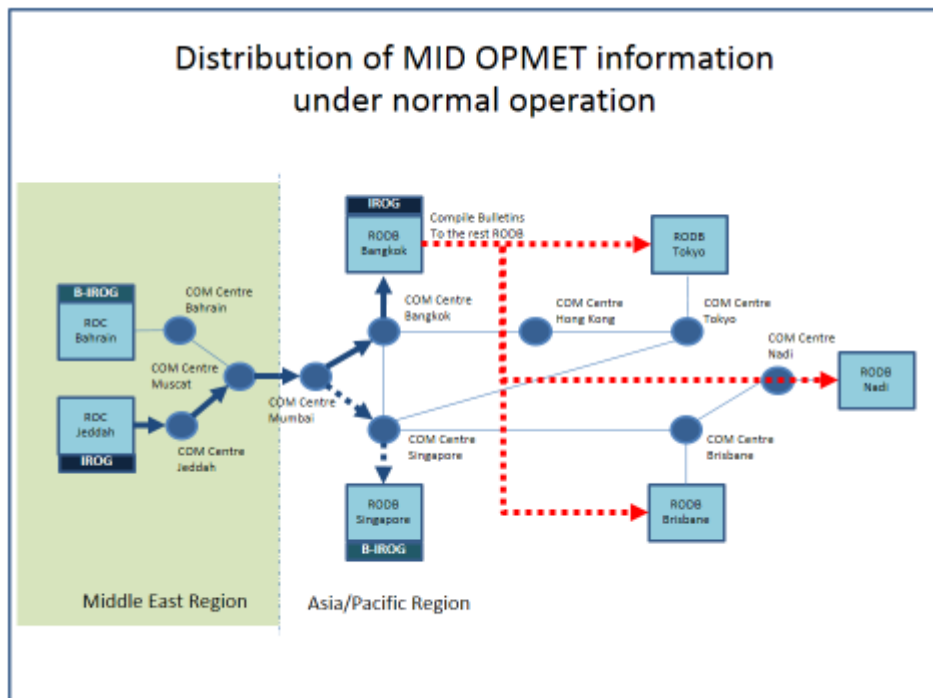 Distribution of MID OPMET information
under normal operation
IROG
RODB
Bangkok
Compile Bulletins
To the rest RODB
RODB
Tokyo
B-IROG
ROC
Bahrain
COM Centre
Bahrain
COM Centre
Bangkok
COM Centre
Hong Kong
COM Centre
Tokyo
COM Centre
Muscat
COM Centre
Mumbai
COM Centre
Nadi
RODB
Nadi
ROC
Jeddah
IROG
COM Centre
Jeddah
COM Centre
Singapore
COM Centre
Brisbane
RODB
Singapore
B-IROG
RODB
Brisbane
Middle East Region
Asia/Pacific Region